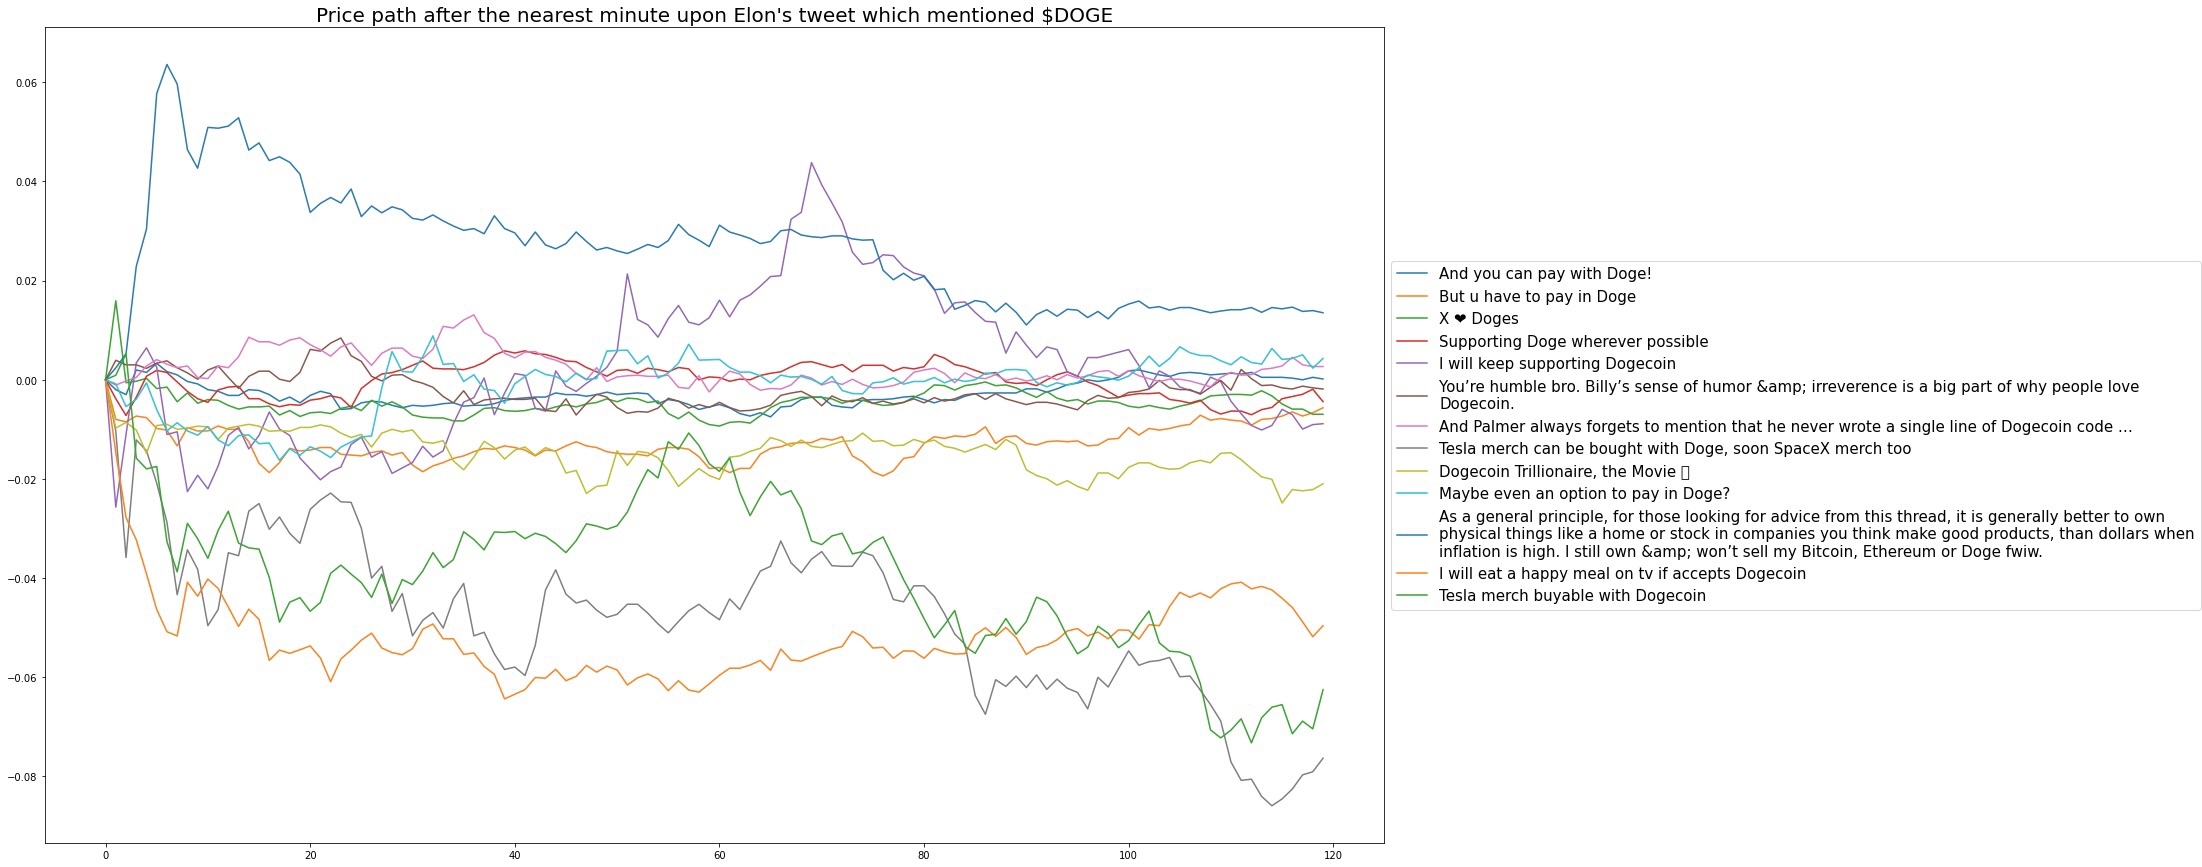 Price path after the nearest minute upon Elon's tweet which mentioned $DOGE
0.06
0.04
0.02
0.00
−0.02
−0.04
−0.06
−0.08
0
20
40
60
80
100
120
And you can pay with Doge!
But u have to pay in Doge
X ❤ Doges
Supporting Doge wherever possible
I will keep supporting Dogecoin
You’re humble bro. Billy’s sense of humor &amp; irreverence is a big part of why people love
Dogecoin.
And Palmer always forgets to mention that he never wrote a single line of Dogecoin code …
Tesla merch can be bought with Doge, soon SpaceX merch too
Dogecoin Trillionaire, the Movie ▯
Maybe even an option to pay in Doge?
As a general principle, for those looking for advice from this thread, it is generally better to own
physical things like a home or stock in companies you think make good products, than dollars when
inflation is high. I still own &amp; won’t sell my Bitcoin, Ethereum or Doge fwiw.
I will eat a happy meal on tv if accepts Dogecoin
Tesla merch buyable with Dogecoin